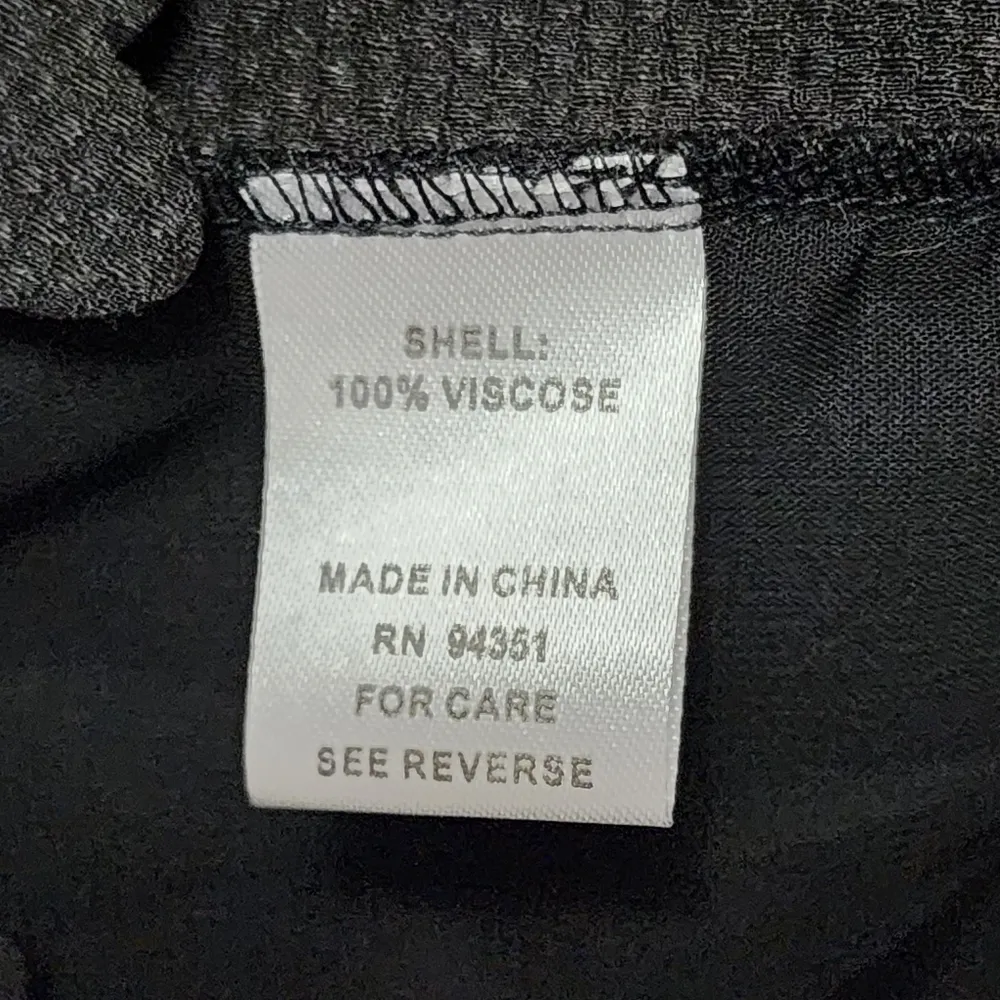 SHELL:
100% VISCOSE
MADE IN CHINA
RN 94351
FOR CARE
SEE REVERSE